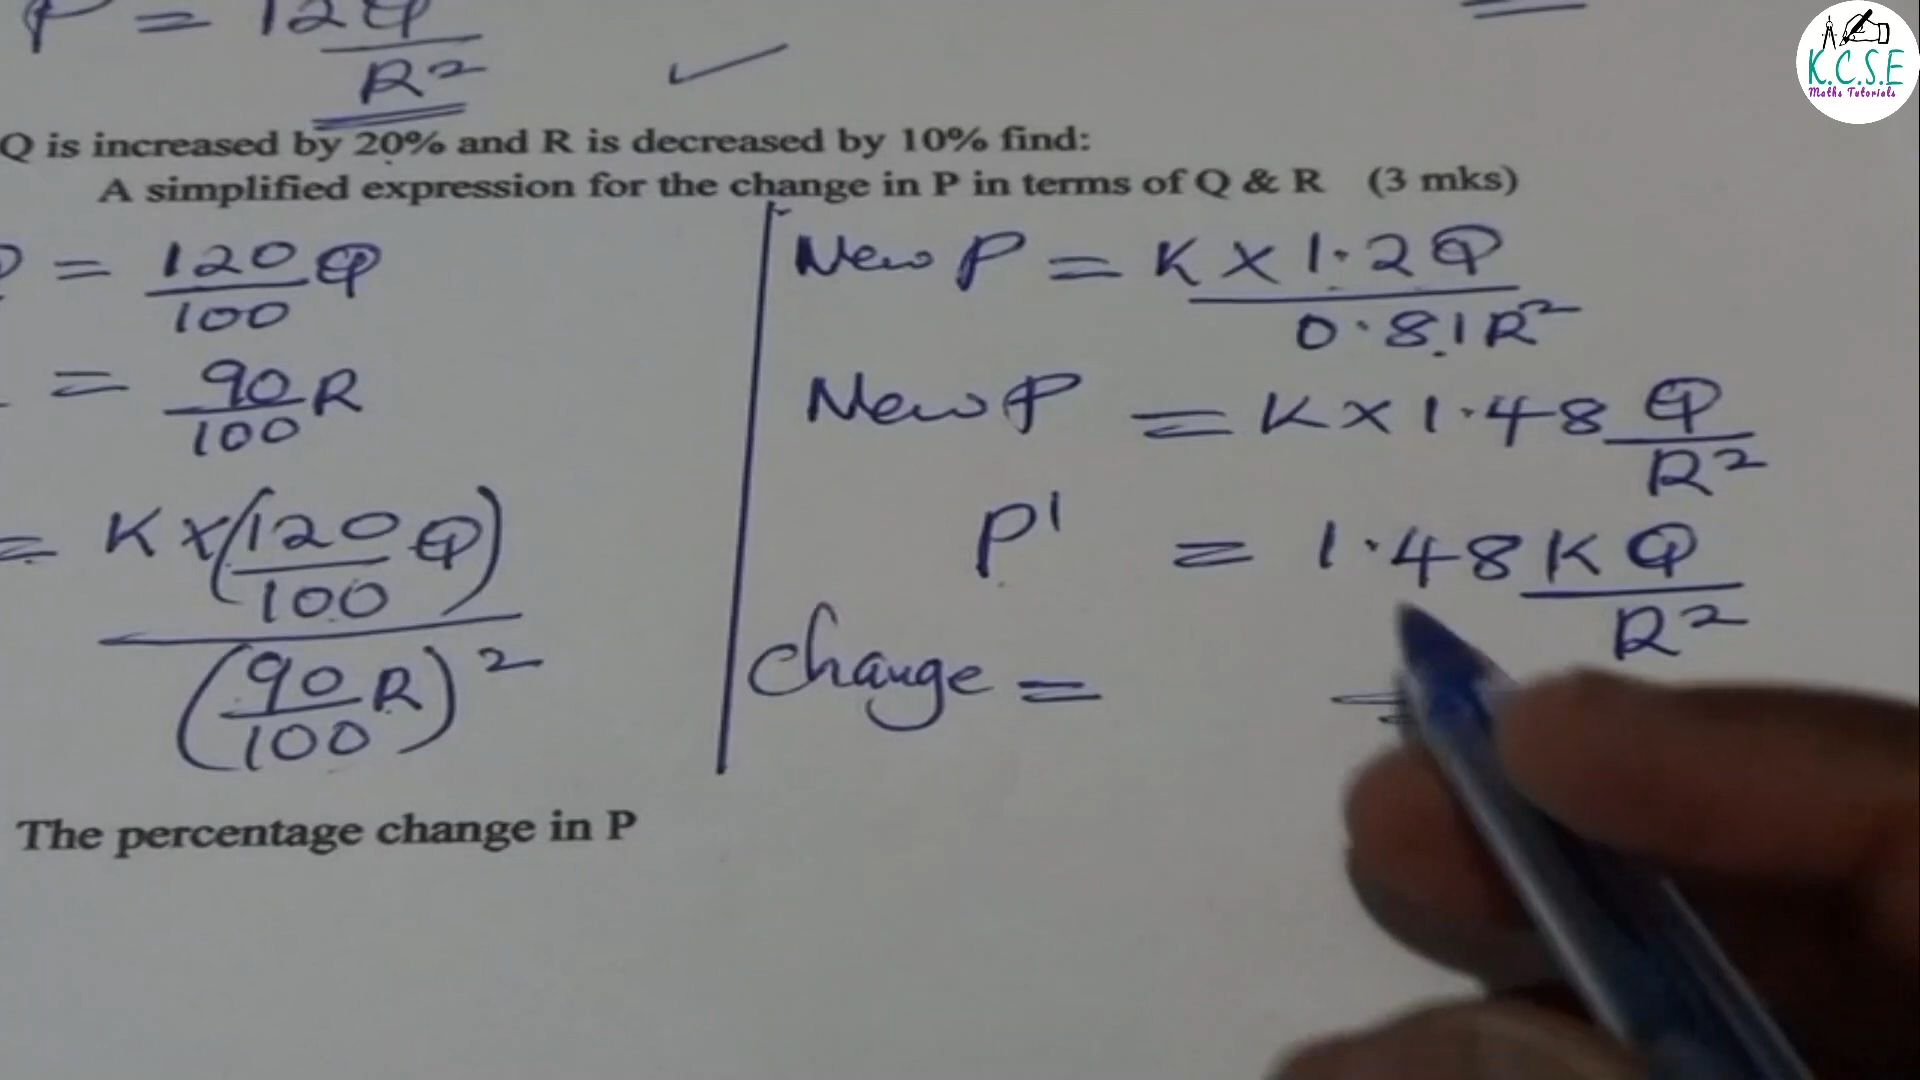 P = 12Q
R²
Q is increased by 20% and R is decreased by 10% find:
A simplified expression for the change in P in terms of Q & R (3 mks)
= 120/100 Q
= 90/100 R
= K x (120/100 Q)
(90/100 R)²
New P = K x 1.2Q
0.81R²
New P = K x 1.48 Q
R²
P' = 1.48 K Q
R²
Change = =
The percentage change in P
K.C.S.E
Maths Tutorials